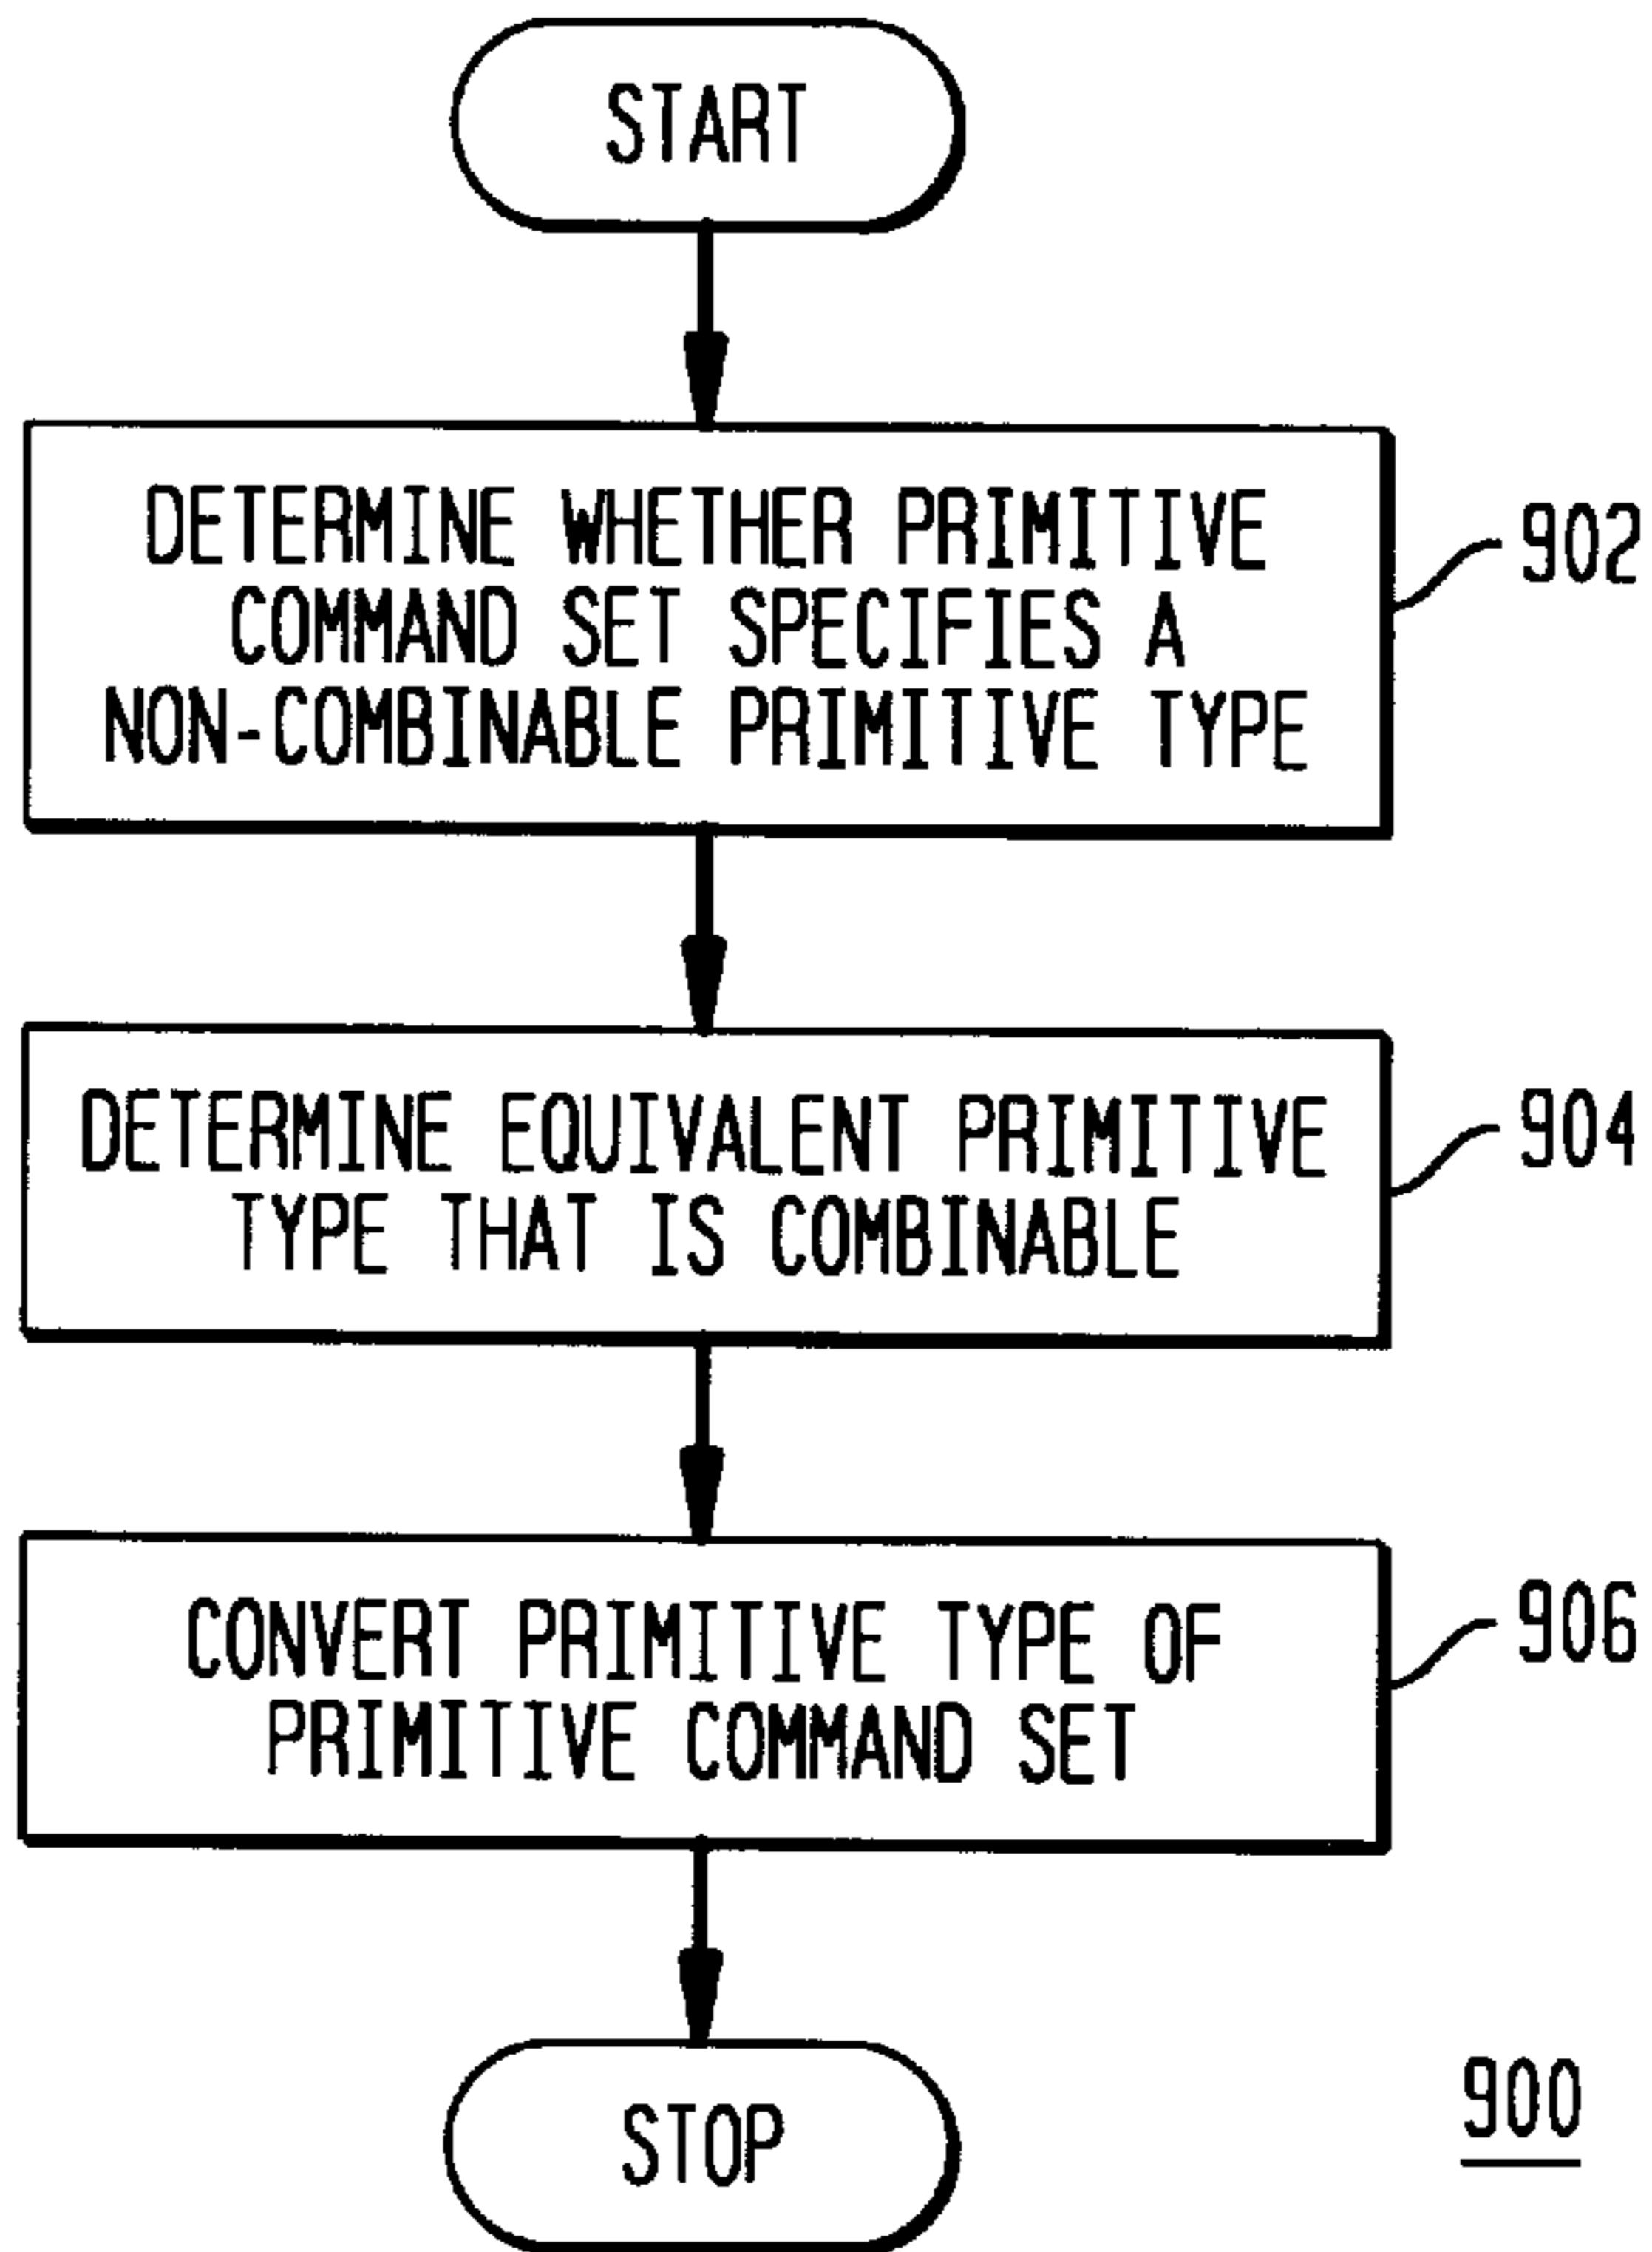 START
DETERMINE WHETHER PRIMITIVE
COMMAND SET SPECIFIES A
NON-COMBINABLE PRIMITIVE TYPE
902
DETERMINE EQUIVALENT PRIMITIVE
TYPE THAT IS COMBINABLE
904
CONVERT PRIMITIVE TYPE OF
PRIMITIVE COMMAND SET
906
STOP
900